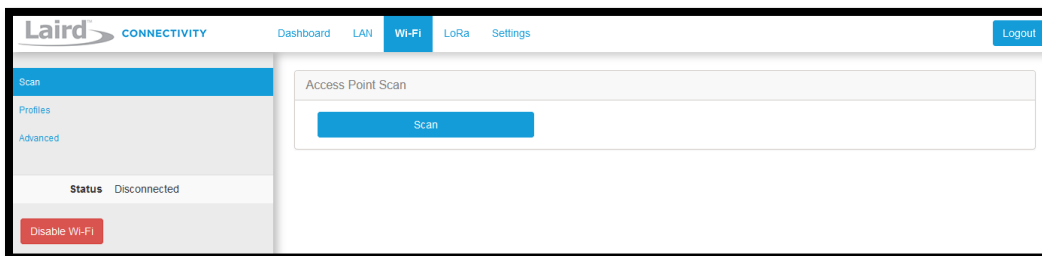 Laird™ CONNECTIVITY Dashboard LAN Wi-Fi LoRa Settings Logout
Scan
Profiles
Advanced
Status Disconnected
Disable Wi-Fi
Access Point Scan
Scan